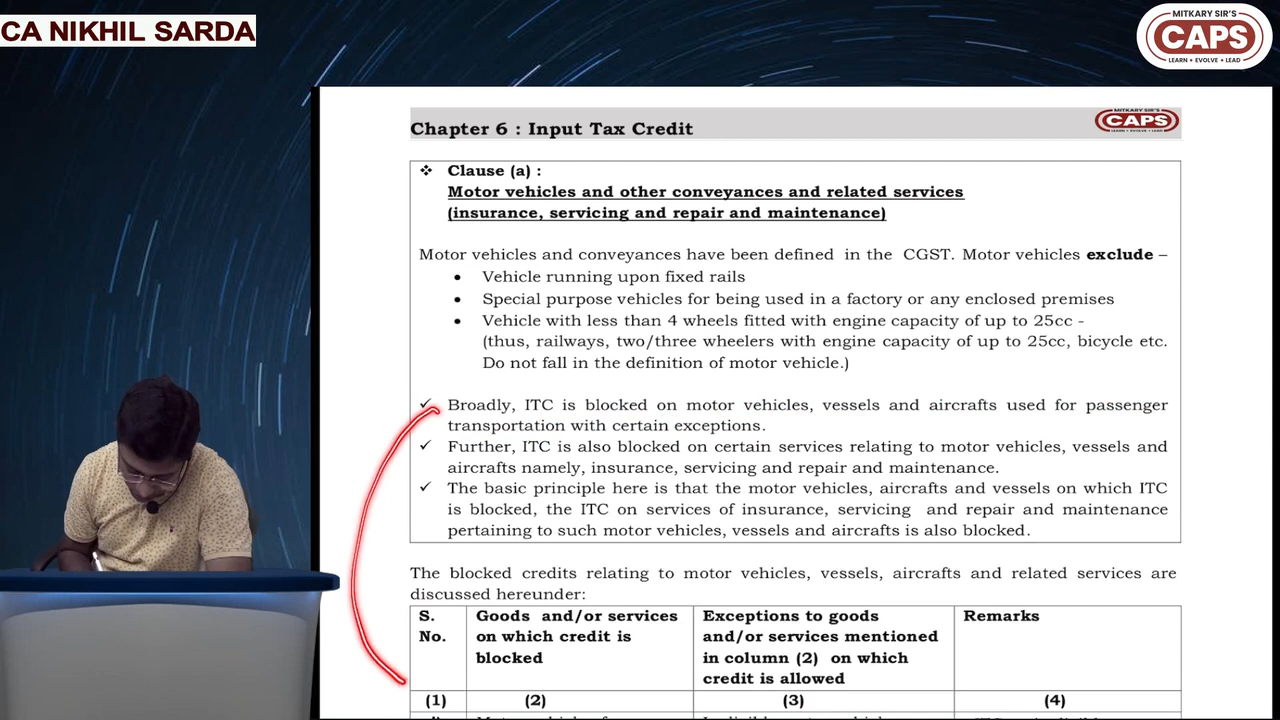 CA NIKHIL SARDA
MITKARY SIR'S
CAPS
LEARN • EVOLVE • LEAD
Chapter 6 : Input Tax Credit
MITKARY SIR'S
CAPS
LEARN • EVOLVE • LEAD
❖ Clause (a) :
Motor vehicles and other conveyances and related services
(insurance, servicing and repair and maintenance)
Motor vehicles and conveyances have been defined in the CGST. Motor vehicles exclude –
• Vehicle running upon fixed rails
• Special purpose vehicles for being used in a factory or any enclosed premises
• Vehicle with less than 4 wheels fitted with engine capacity of up to 25cc -
(thus, railways, two/three wheelers with engine capacity of up to 25cc, bicycle etc.
Do not fall in the definition of motor vehicle.)
✓ Broadly, ITC is blocked on motor vehicles, vessels and aircrafts used for passenger
transportation with certain exceptions.
✓ Further, ITC is also blocked on certain services relating to motor vehicles, vessels and
aircrafts namely, insurance, servicing and repair and maintenance.
✓ The basic principle here is that the motor vehicles, aircrafts and vessels on which ITC
is blocked, the ITC on services of insurance, servicing and repair and maintenance
pertaining to such motor vehicles, vessels and aircrafts is also blocked.
The blocked credits relating to motor vehicles, vessels, aircrafts and related services are
discussed hereunder:
S. Goods and/or services Exceptions to goods Remarks
No. on which credit is and/or services mentioned
blocked in column (2) on which
credit is allowed
(1) (2) (3) (4)